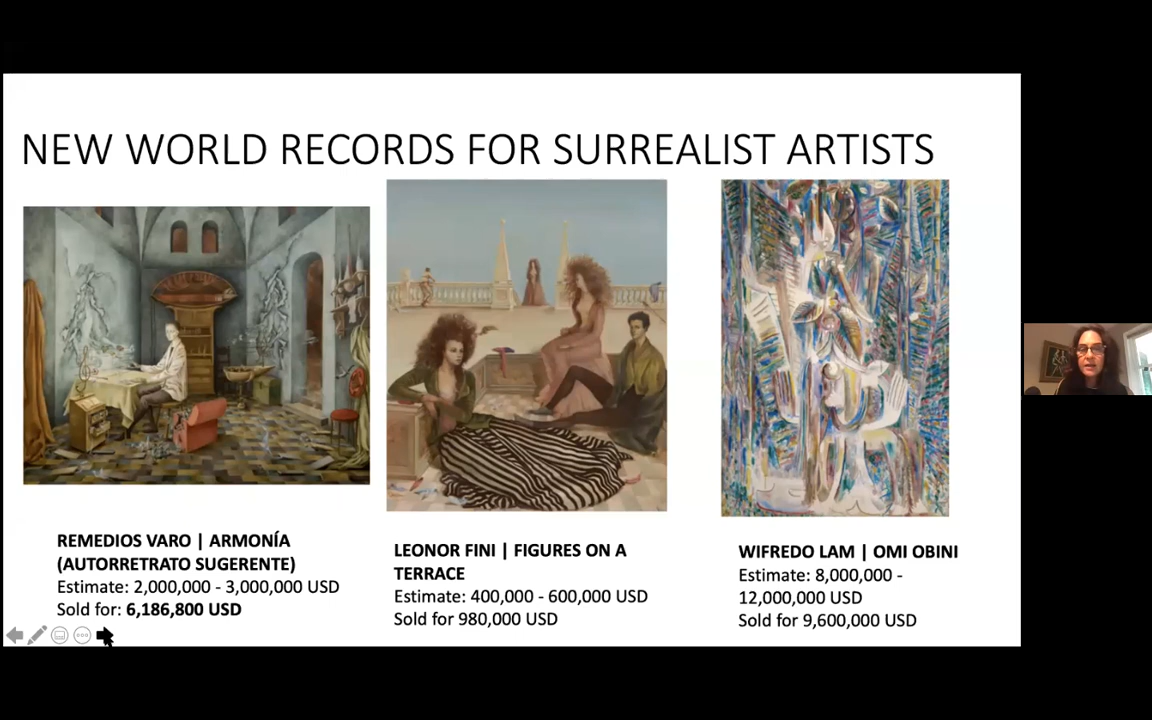 NEW WORLD RECORDS FOR SURREALIST ARTISTS
REMEDIOS VARO | ARMONÍA
(AUTORRETRATO SUGERENTE)
Estimate: 2,000,000 - 3,000,000 USD
Sold for: 6,186,800 USD
LEONOR FINI | FIGURES ON A
TERRACE
Estimate: 400,000 - 600,000 USD
Sold for 980,000 USD
WIFREDO LAM | OMI OBINI
Estimate: 8,000,000 -
12,000,000 USD
Sold for 9,600,000 USD